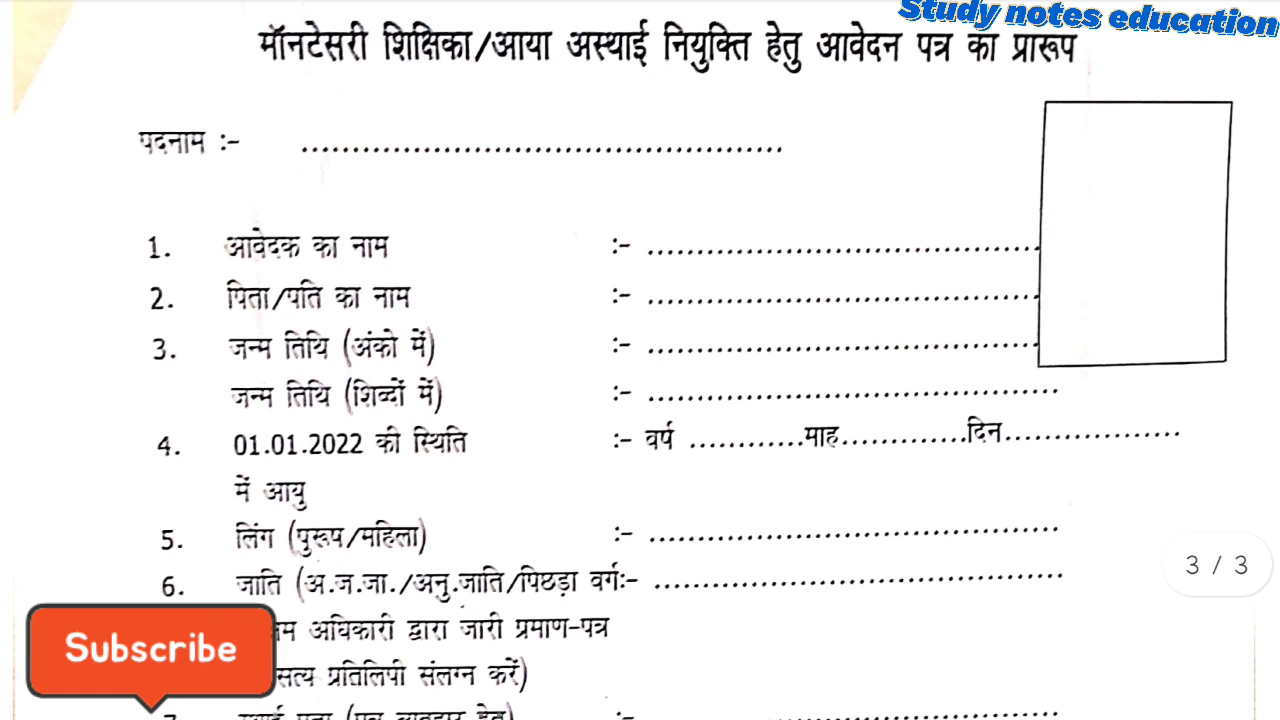 Study notes education
मॉनटेसरी शिक्षिका/आया अस्थाई नियुक्ति हेतु आवेदन पत्र का प्रारूप
पदनाम :- ................................................
1. आवेदक का नाम :- .......................................
2. पिता/पति का नाम :- .......................................
3. जन्म तिथि (अंको में) :- .......................................
जन्म तिथि (शिब्दों में) :- .........................................
4. 01.01.2022 की स्थिति :- वर्ष ............माह.............दिन..................
में आयु
5. लिंग (पुरूष/महिला) :- .........................................
6. जाति (अ.ज.जा./अनु.जाति/पिछड़ा वर्ग:- .........................................
अधिकारी द्वारा जारी प्रमाण-पत्र
सत्य प्रतिलिपी संलग्न करें)
3 / 3
Subscribe